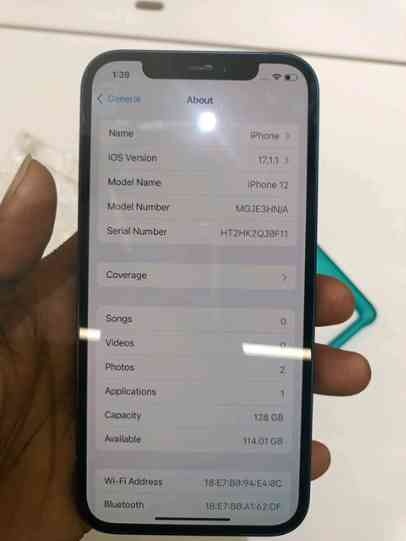 1:39
General
About
Name iPhone
iOS Version 17.1.1
Model Name iPhone 12
Model Number MGJE3HN/A
Serial Number HT2HK2QJ0F11
Coverage
Songs 0
Videos 0
Photos 2
Applications 1
Capacity 128 GB
Available 114.01 GB
Wi-Fi Address 18:E7:B0:94:E4:0C
Bluetooth 18:E7:B0:A1:62:DF